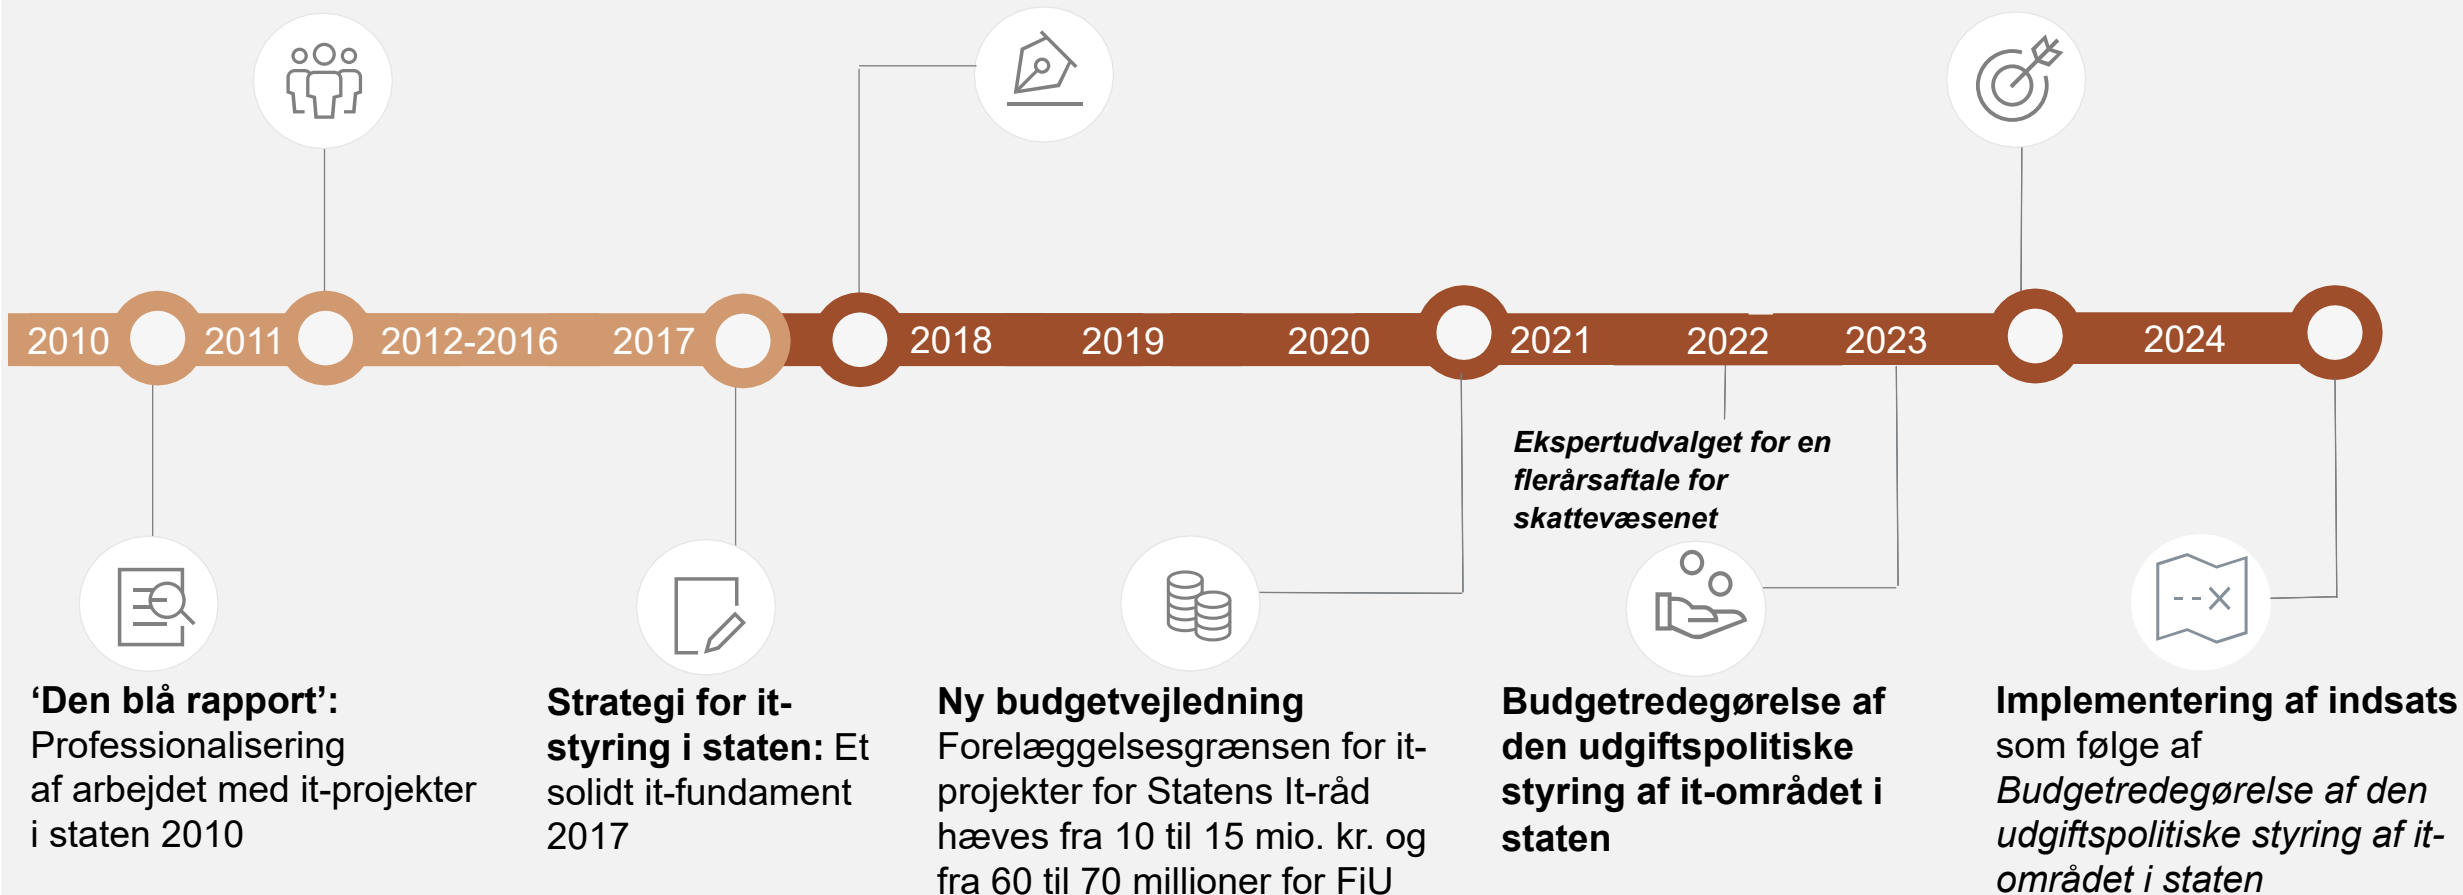 2010
2011
2012-2016
2017
2018
2019
2020
2021
2022
2023
2024
Ekspertudvalget for en
flerårsaftale for
skattevæsenet
‘Den blå rapport’:
Professionalisering
af arbejdet med it-projekter
i staten 2010
Strategi for it-
styring i staten: Et
solidt it-fundament
2017
Ny budgetvejledning
Forelæggelsesgrænsen for it-
projekter for Statens It-råd
hæves fra 10 til 15 mio. kr. og
fra 60 til 70 millioner for FiU
Budgetredegørelse af
den udgiftspolitiske
styring af it-området i
staten
Implementering af indsats
som følge af
Budgetredegørelse af den
udgiftspolitiske styring af it-
området i staten